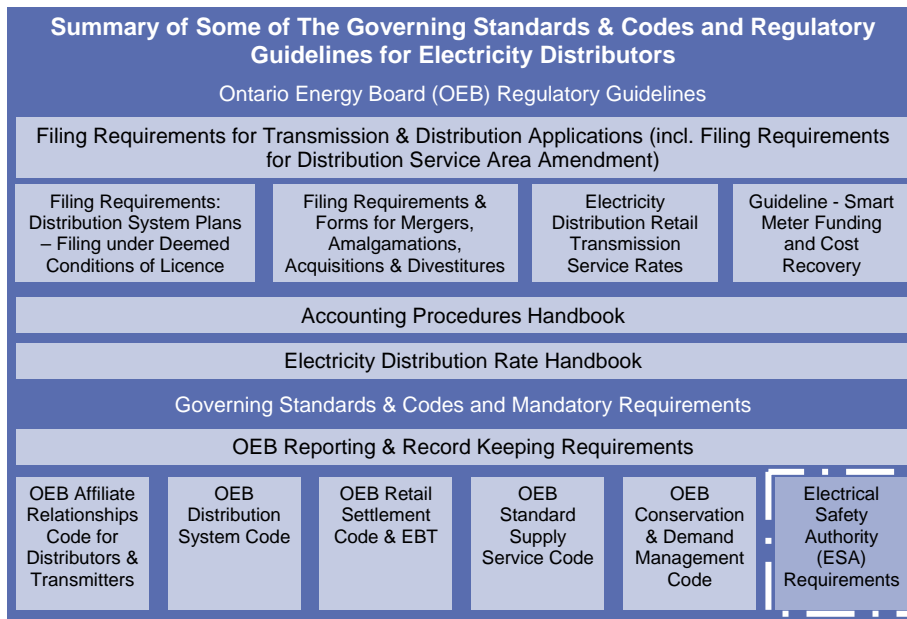 Summary of Some of The Governing Standards & Codes and Regulatory
Guidelines for Electricity Distributors
Ontario Energy Board (OEB) Regulatory Guidelines
Filing Requirements for Transmission & Distribution Applications (incl. Filing Requirements
for Distribution Service Area Amendment)
Filing Requirements:
Distribution System Plans
– Filing under Deemed
Conditions of Licence
Filing Requirements &
Forms for Mergers,
Amalgamations,
Acquisitions & Divestitures
Electricity
Distribution Retail
Transmission
Service Rates
Guideline - Smart
Meter Funding
and Cost
Recovery
Accounting Procedures Handbook
Electricity Distribution Rate Handbook
Governing Standards & Codes and Mandatory Requirements
OEB Reporting & Record Keeping Requirements
OEB Affiliate
Relationships
Code for
Distributors &
Transmitters
OEB
Distribution
System Code
OEB Retail
Settlement
Code & EBT
OEB
Standard
Supply
Service Code
OEB
Conservation
& Demand
Management
Code
Electrical
Safety
Authority
(ESA)
Requirements